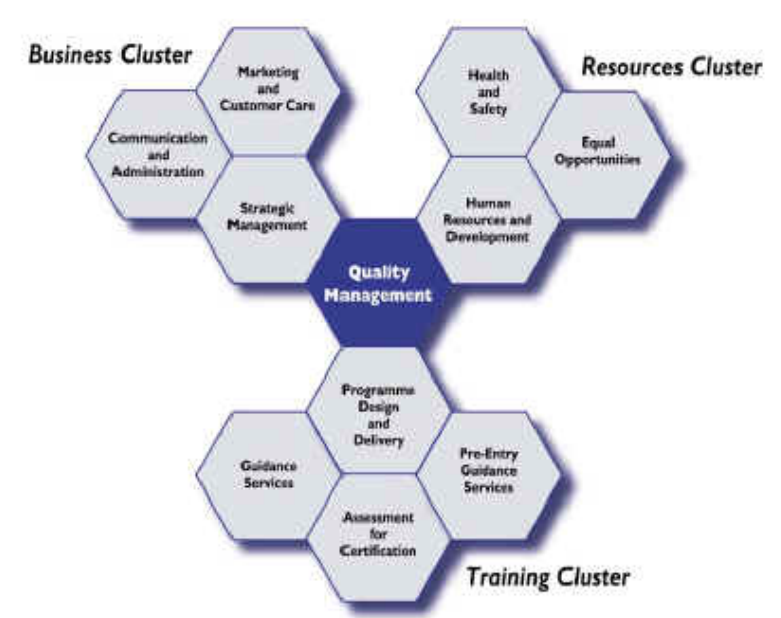 Business Cluster
Marketing
and
Customer Care
Communication
and
Administration
Strategic
Management
Resources Cluster
Health
and
Safety
Equal
Opportunities
Human
Resources and
Development
Quality
Management
Programme
Design
and
Delivery
Guidance
Services
Pre-Entry
Guidance
Services
Assessment
for
Certification
Training Cluster